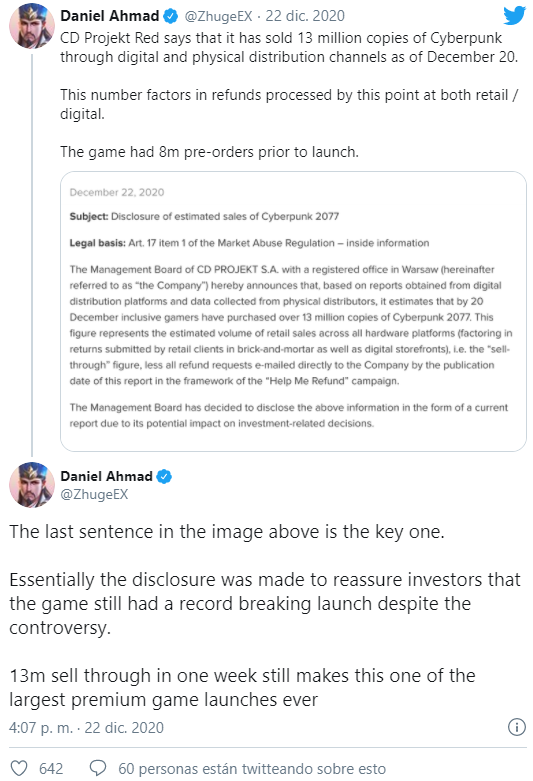 Daniel Ahmad @ZhugeEX · 22 dic. 2020
CD Projekt Red says that it has sold 13 million copies of Cyberpunk
through digital and physical distribution channels as of December 20.
This number factors in refunds processed by this point at both retail /
digital.
The game had 8m pre-orders prior to launch.
December 22, 2020
Subject: Disclosure of estimated sales of Cyberpunk 2077
Legal basis: Art. 17 item 1 of the Market Abuse Regulation – inside information
The Management Board of CD PROJEKT S.A. with a registered office in Warsaw (hereinafter
referred to as "the Company") hereby announces that, based on reports obtained from digital
distribution platforms and data collected from physical distributors, it estimates that by 20
December inclusive gamers have purchased over 13 million copies of Cyberpunk 2077. This
figure represents the estimated volume of retail sales across all hardware platforms (factoring in
returns submitted by retail clients in brick-and-mortar as well as digital storefronts), i.e. the "sell-
through" figure, less all refund requests e-mailed directly to the Company by the publication
date of this report in the framework of the "Help Me Refund" campaign.
The Management Board has decided to disclose the above information in the form of a current
report due to its potential impact on investment-related decisions.
Daniel Ahmad
@ZhugeEX
The last sentence in the image above is the key one.
Essentially the disclosure was made to reassure investors that
the game still had a record breaking launch despite the
controversy.
13m sell through in one week still makes this one of the
largest premium game launches ever
4:07 p. m. · 22 dic. 2020
642 60 personas están twitteando sobre esto